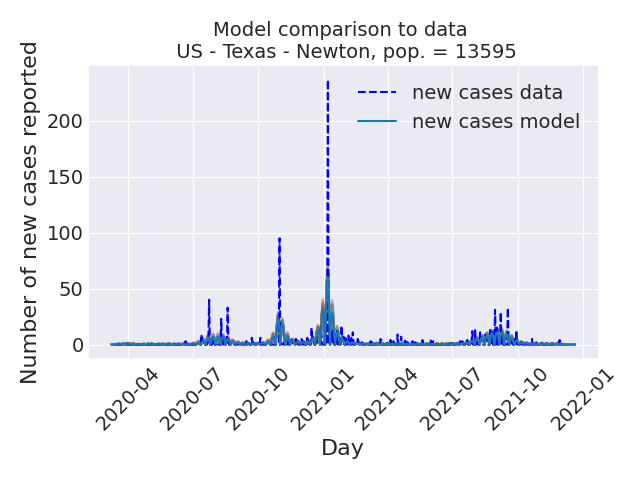 Model comparison to data
US - Texas - Newton, pop. = 13595
Number of new cases reported
new cases data
new cases model
200
150
100
50
0
2020-04
2020-07
2020-10
2021-01
2021-04
2021-07
2021-10
2022-01
Day